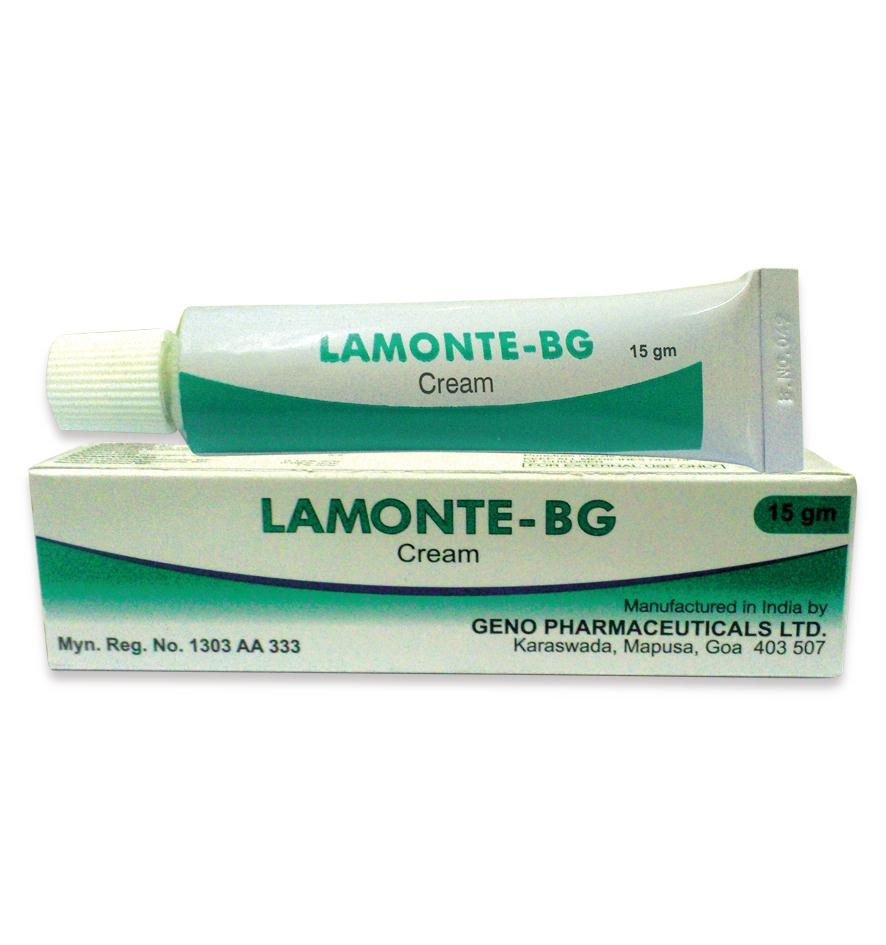 LAMONTE-BG
15 gm
Cream
[FOR EXTERNAL USE ONLY]
LAMONTE-BG
15 gm
Cream
Manufactured in India by
GENO PHARMACEUTICALS LTD.
Karaswada, Mapusa, Goa 403 507
Myn. Reg. No. 1303 AA 333